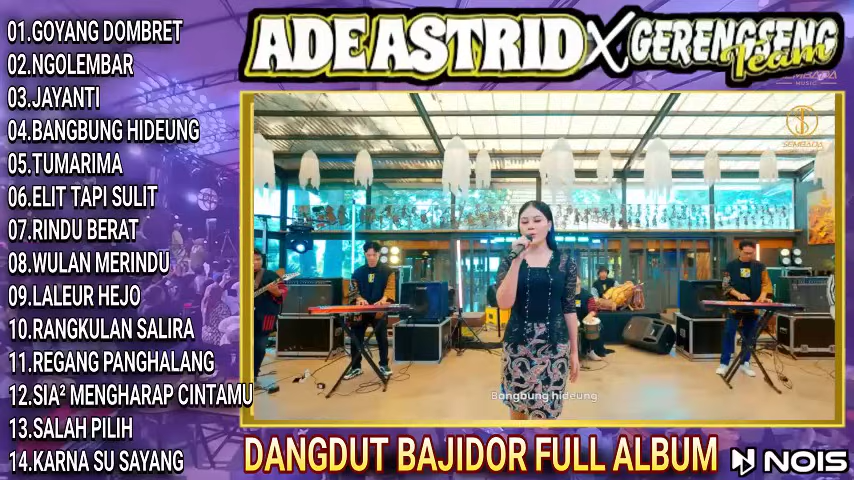 01.GOYANG DOMBRET
02.NGOLEMBAR
03.JAYANTI
04.BANGBUNG HIDEUNG
05.TUMARIMA
06.ELIT TAPI SULIT
07.RINDU BERAT
08.WULAN MERINDU
09.LALEUR HEJO
10.RANGKULAN SALIRA
11.REGANG PANGHALANG
12.SIA² MENGHARAP CINTAMU
13.SALAH PILIH
14.KARNA SU SAYANG
ADE ASTRID X GERENGSENG Team
SEMBADA
MUSIC
SEMBADA
Bangbung hideung
DANGDUT BAJIDOR FULL ALBUM
NOIS